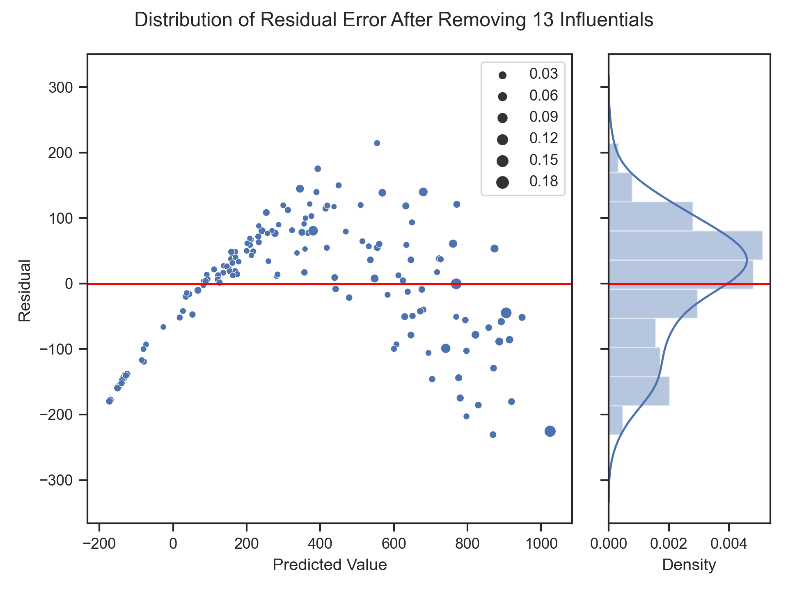 Distribution of Residual Error After Removing 13 Influentials
0.03
0.06
0.09
0.12
0.15
0.18
300
200
100
0
−100
−200
−300
Residual
−200 0 200 400 600 800 1000
Predicted Value
0.000 0.002 0.004
Density